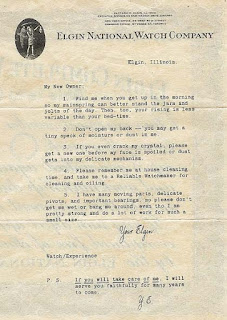 ELGIN NATIONAL WATCH COMPANY
Elgin, Illinois.
My New Owner:
1. Find me when you get up in the morning
so my mainspring can better stand the jars and
jolts of the day. Then, too, your rising is less
variable than your bed-time.
2. Don't open my back -- you may get a
tiny speck of moisture or dust in me.
3. If you even crack my crystal, please
get a new one before my face is spoiled or dust
gets into my delicate mechanism.
4. Please remember me at house cleaning
time, and take me to a Reliable Watchmaker for
cleaning and oiling.
5. I have many moving parts, delicate
pivots, and important bearings, so please don't
get me wet or bang me around, even tho I am
pretty strong and do a lot of work for such a
small size.
Your Elgin
Watch/Experience
P S If you will take care of me, I will
serve you faithfully for many years
to come.
Y.E.